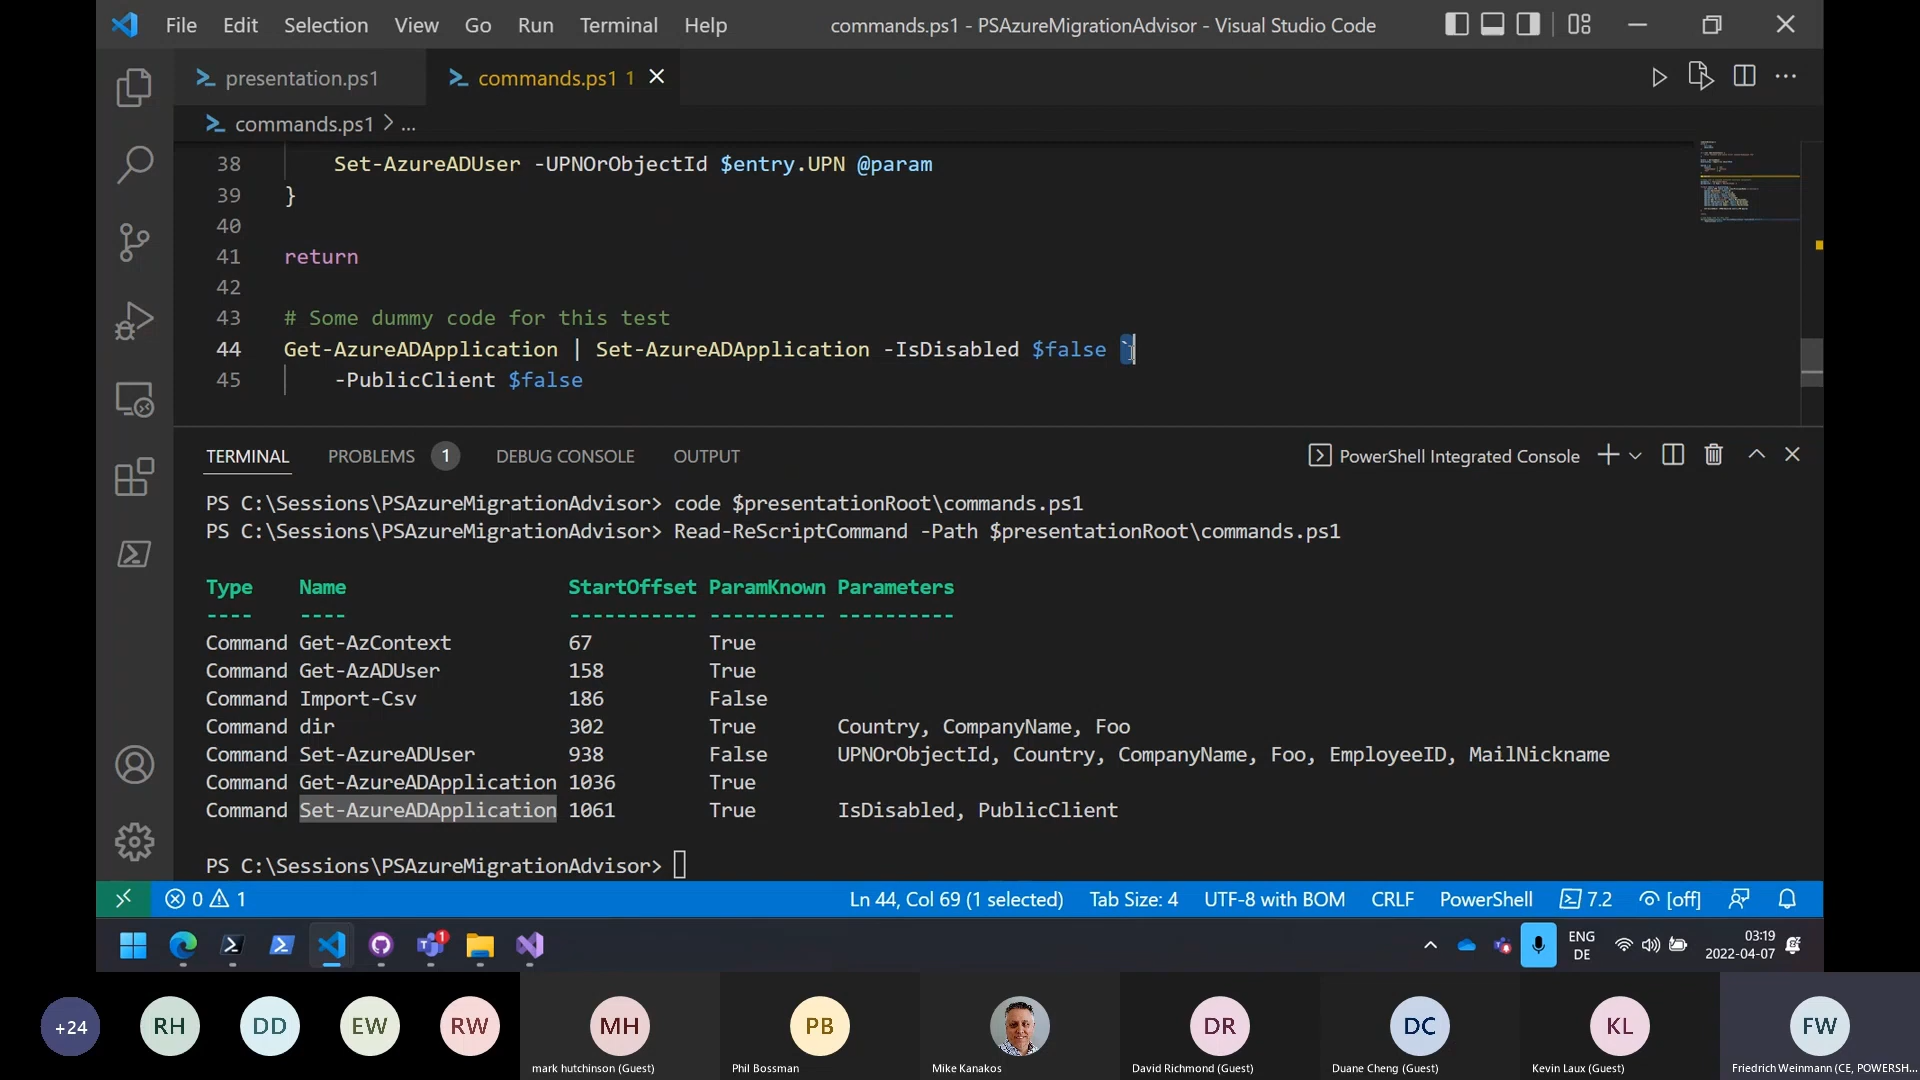 File Edit Selection View Go Run Terminal Help commands.ps1 - PSAzureMigrationAdvisor - Visual Studio Code
presentation.ps1 commands.ps1 1
commands.ps1 > ...
38 Set-AzureADUser -UPNOrObjectId $entry.UPN @param
39 }
40
41 return
42
43 # Some dummy code for this test
44 Get-AzureADApplication | Set-AzureADApplication -IsDisabled $false `
45 -PublicClient $false
TERMINAL PROBLEMS 1 DEBUG CONSOLE OUTPUT PowerShell Integrated Console
PS C:\Sessions\PSAzureMigrationAdvisor> code $presentationRoot\commands.ps1
PS C:\Sessions\PSAzureMigrationAdvisor> Read-ReScriptCommand -Path $presentationRoot\commands.ps1
Type Name StartOffset ParamKnown Parameters
---- ---- ----------- ---------- ----------
Command Get-AzContext 67 True
Command Get-AzADUser 158 True
Command Import-Csv 186 False
Command dir 302 True Country, CompanyName, Foo
Command Set-AzureADUser 938 False UPNOrObjectId, Country, CompanyName, Foo, EmployeeID, MailNickname
Command Get-AzureADApplication 1036 True
Command Set-AzureADApplication 1061 True IsDisabled, PublicClient
PS C:\Sessions\PSAzureMigrationAdvisor>
0 1 Ln 44, Col 69 (1 selected) Tab Size: 4 UTF-8 with BOM CRLF PowerShell 7.2 [off]
1 ENG 03:19
DE 2022-04-07
+24 RH DD EW RW MH PB DR DC KL FW
mark hutchinson (Guest) Phil Bossman Mike Kanakos David Richmond (Guest) Duane Cheng (Guest) Kevin Laux (Guest) Friedrich Weinmann (CE, POWERSH...